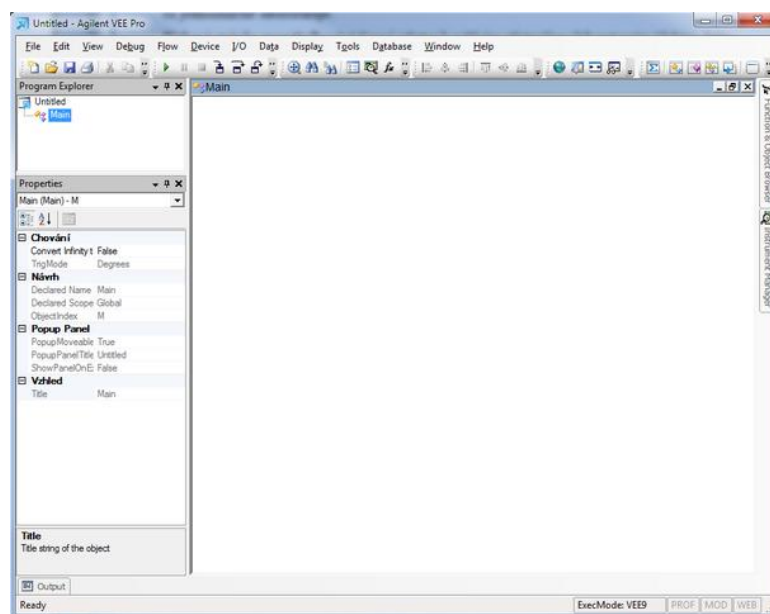 Untitled - Agilent VEE Pro
File Edit View Debug Flow Device I/O Data Display Tools Database Window Help
Program Explorer
Main
Untitled
Main
Properties
Main (Main) - M
Chování
Convert Infinity t False
TrigMode Degrees
Návrh
Declared Name Main
Declared Scope Global
ObjectIndex M
Popup Panel
PopupMoveable True
PopupPanelTitle Untitled
ShowPanelOnE: False
Vzhled
Title Main
Title
Title string of the object
Output
Ready
ExecMode: VEE9 PROF MOD WEB
Function & Object Browser
Instrument Manager